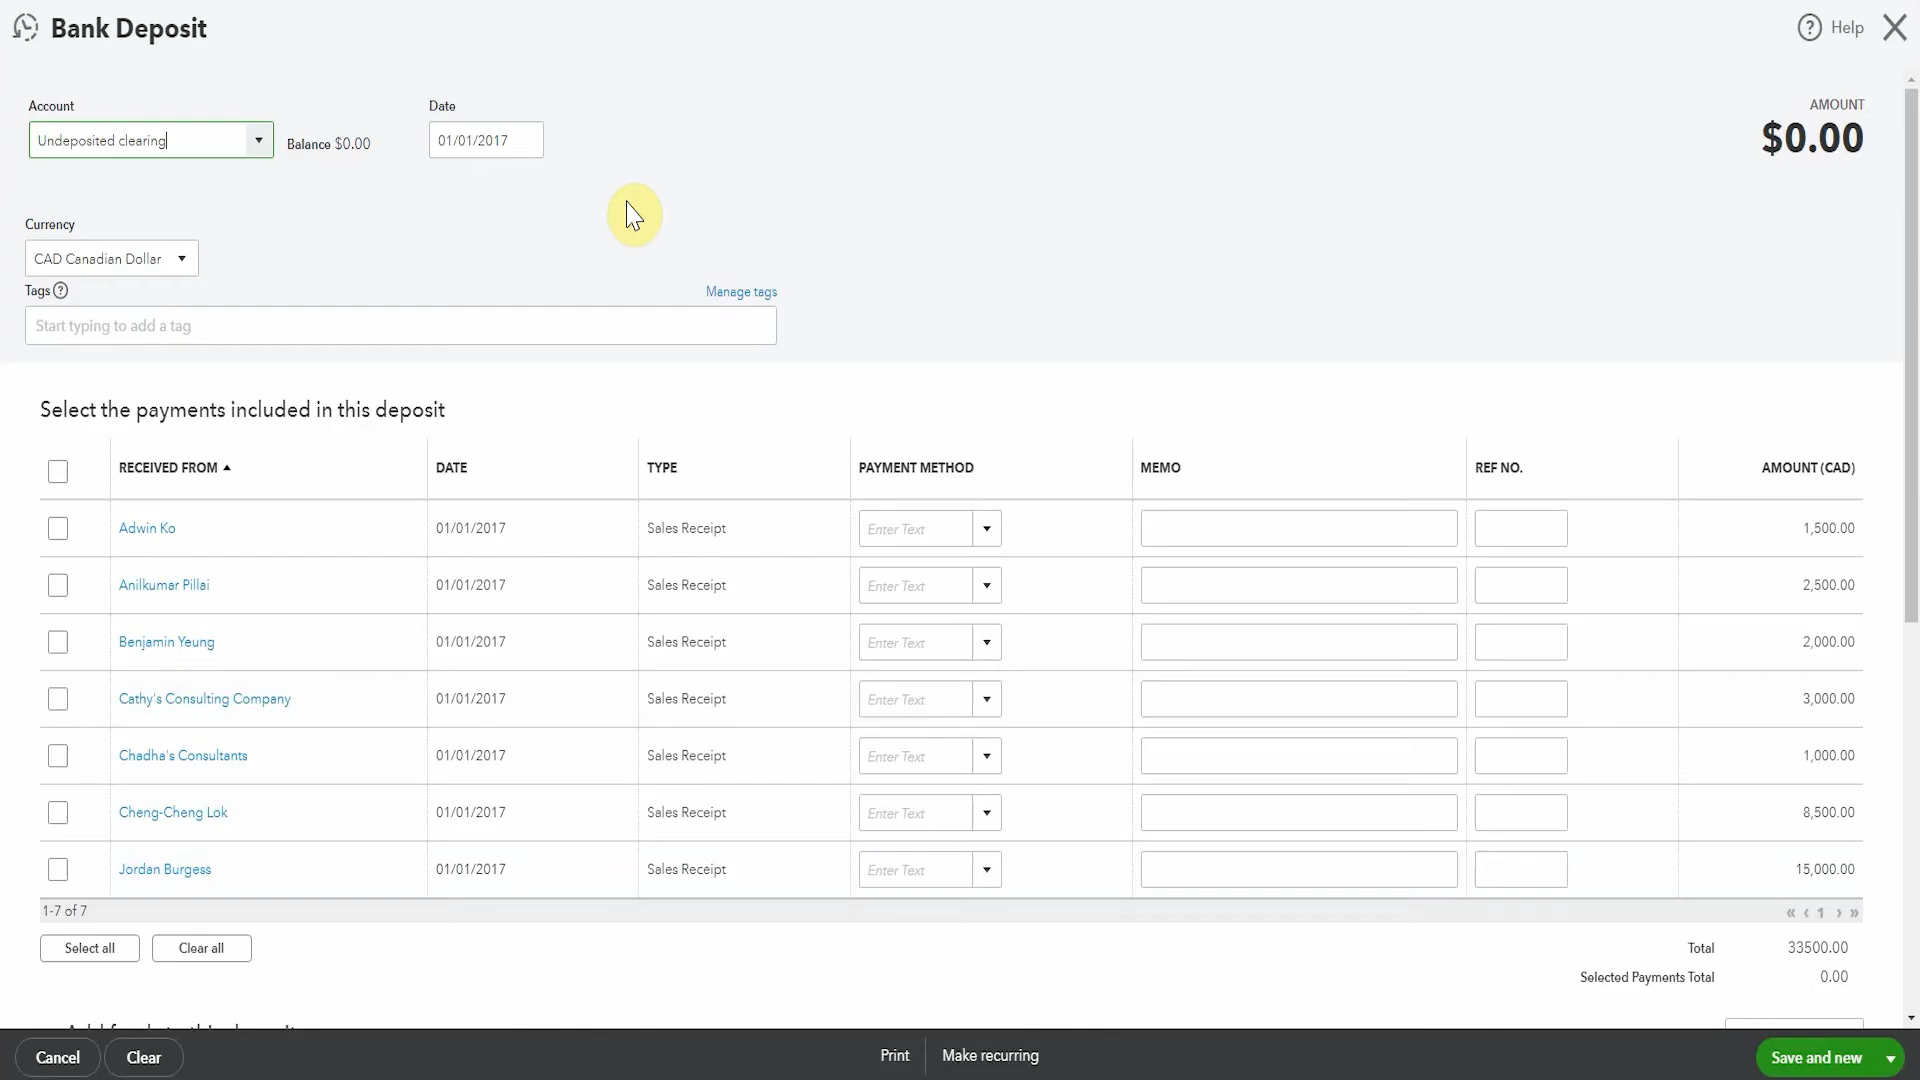 Bank Deposit
Help
Account
Date
AMOUNT
Undeposited clearing
Balance $0.00
01/01/2017
$0.00
Currency
CAD Canadian Dollar
Tags
Manage tags
Start typing to add a tag
Select the payments included in this deposit
RECEIVED FROM DATE TYPE PAYMENT METHOD MEMO REF NO. AMOUNT (CAD)
Adwin Ko 01/01/2017 Sales Receipt Enter Text 1,500.00
Anilkumar Pillai 01/01/2017 Sales Receipt Enter Text 2,500.00
Benjamin Yeung 01/01/2017 Sales Receipt Enter Text 2,000.00
Cathy's Consulting Company 01/01/2017 Sales Receipt Enter Text 3,000.00
Chadha's Consultants 01/01/2017 Sales Receipt Enter Text 1,000.00
Cheng-Cheng Lok 01/01/2017 Sales Receipt Enter Text 8,500.00
Jordan Burgess 01/01/2017 Sales Receipt Enter Text 15,000.00
1-7 of 7 « ‹ 1 › »
Select all Clear all Total 33500.00
Selected Payments Total 0.00
Cancel Clear Print Make recurring Save and new